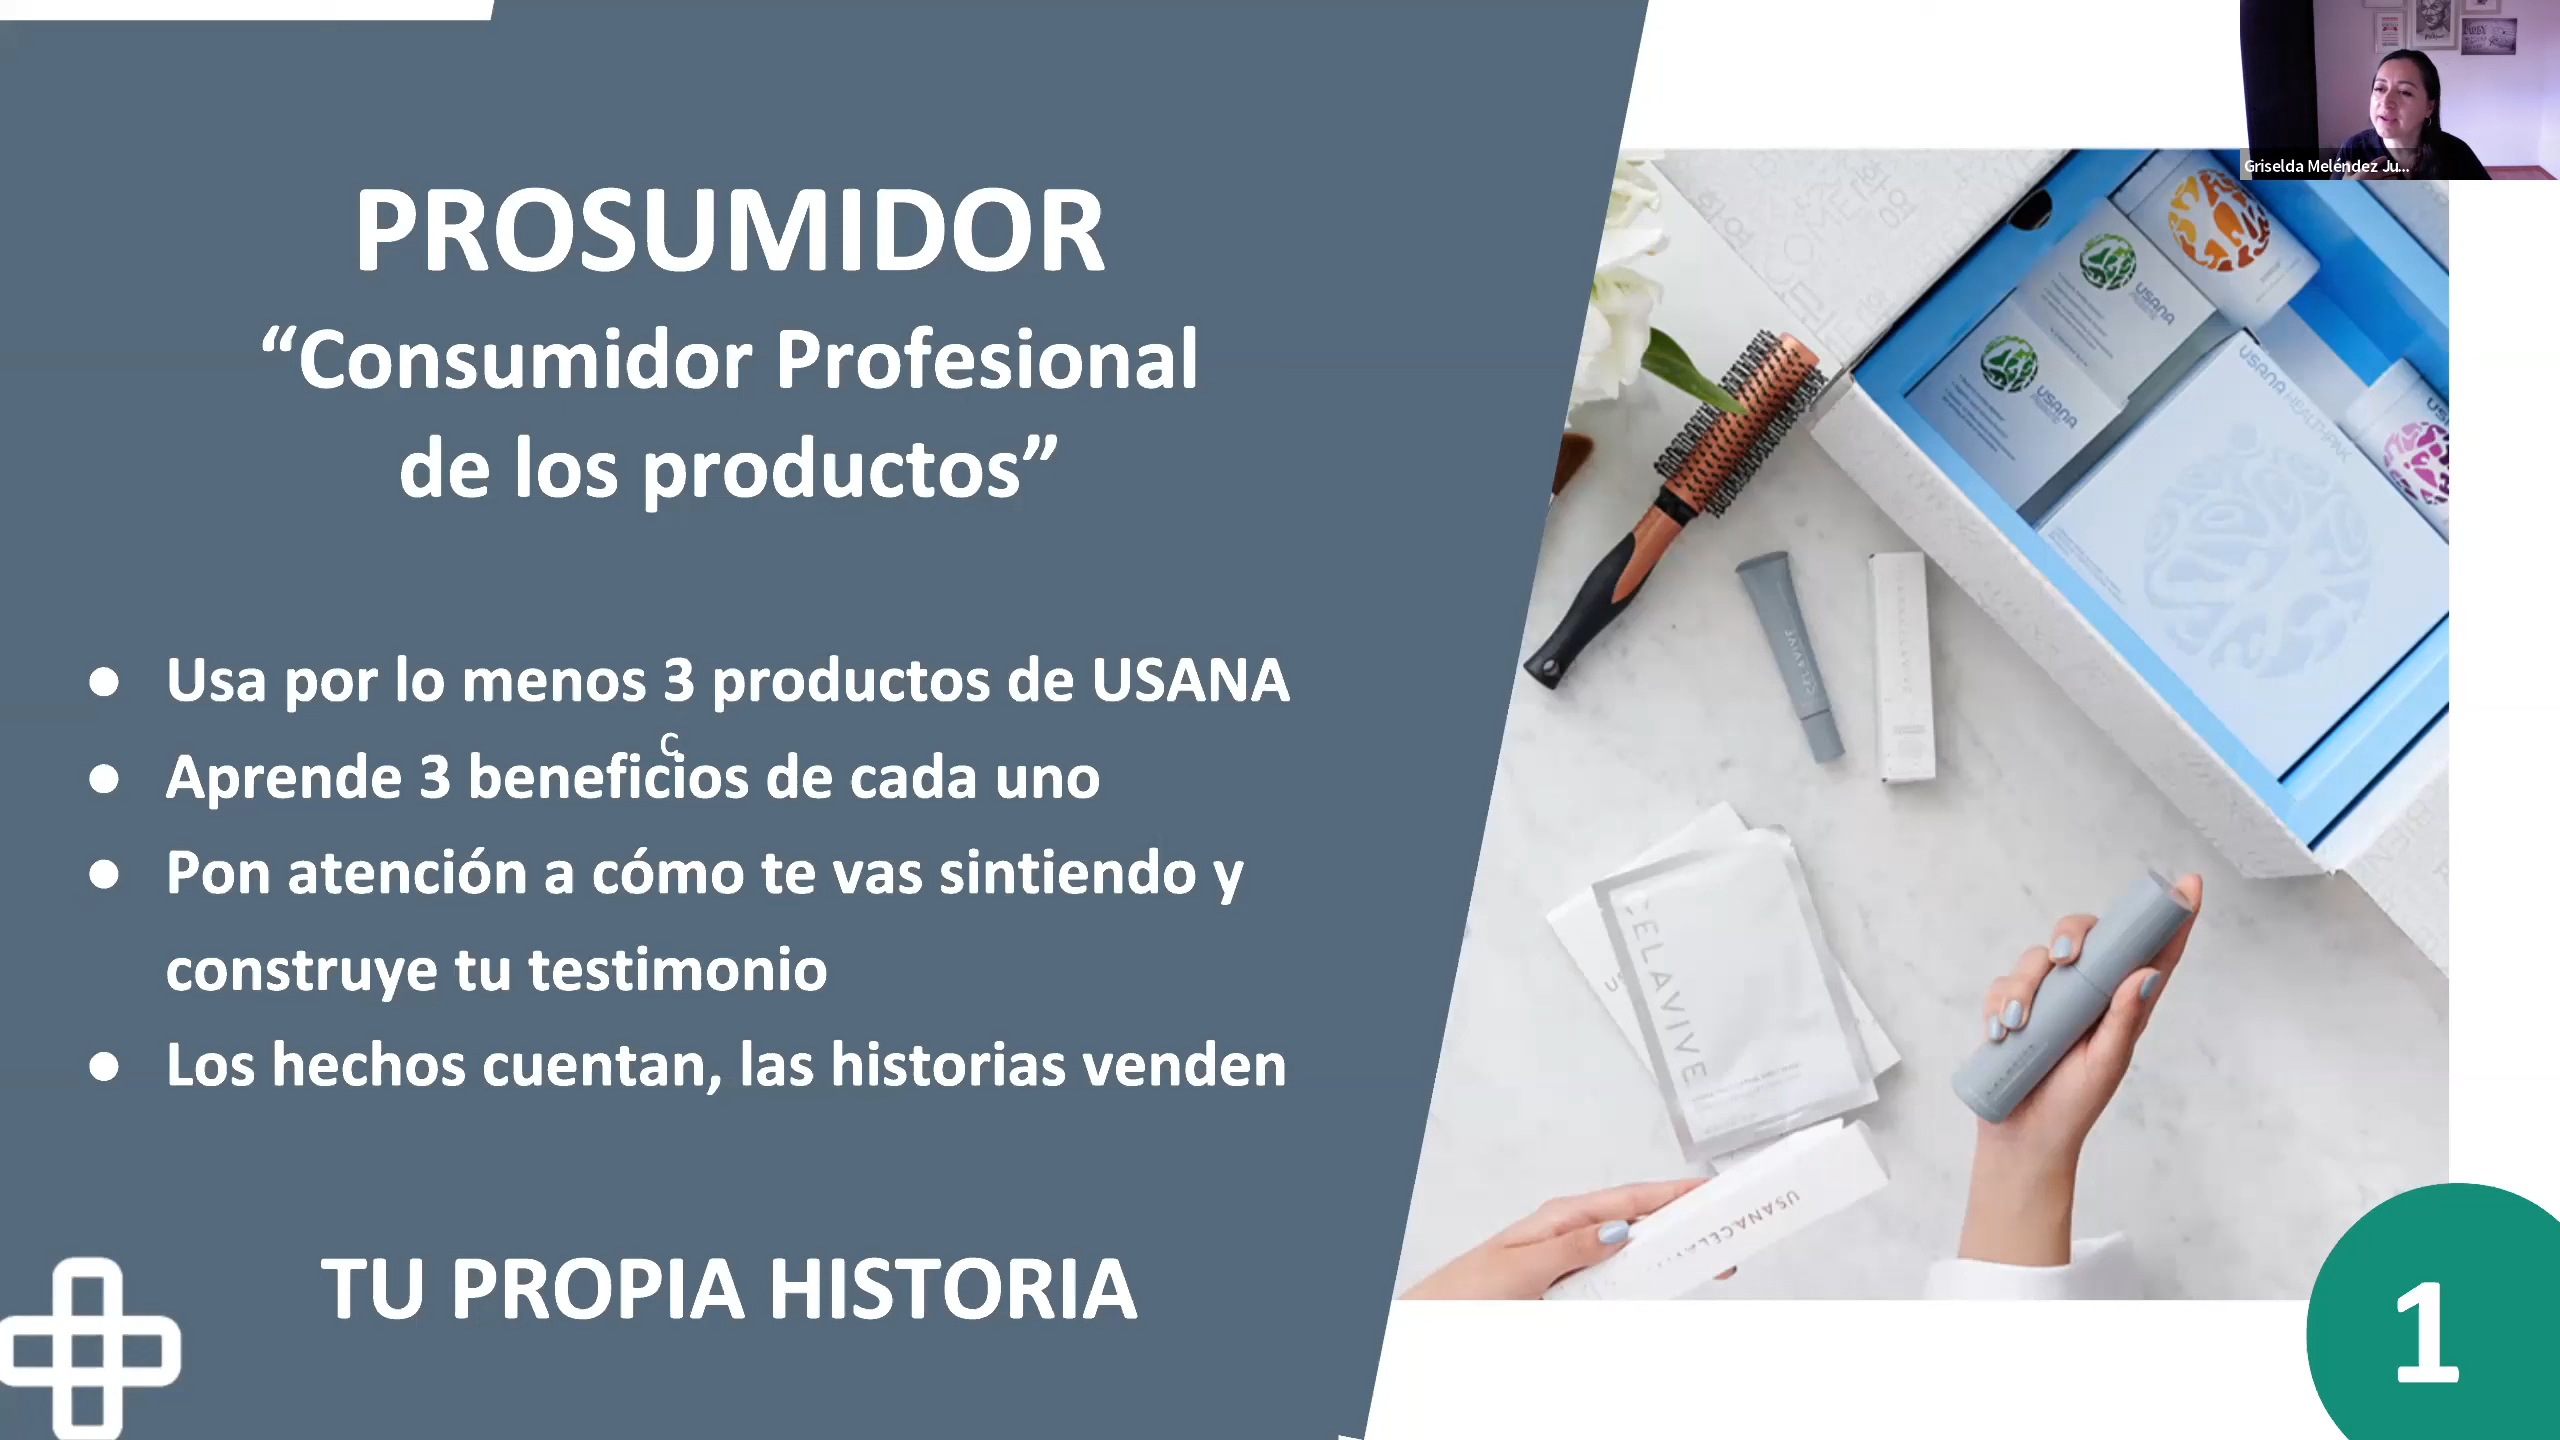 PROSUMIDOR
“Consumidor Profesional
de los productos”
● Usa por lo menos 3 productos de USANA
c
● Aprende 3 beneficios de cada uno
● Pon atención a cómo te vas sintiendo y
construye tu testimonio
● Los hechos cuentan, las historias venden
TU PROPIA HISTORIA
Griselda Meléndez Ju...
USANA
USANA
USANA HEALTHPAK
CELAVIVE
CELAVIVE
1